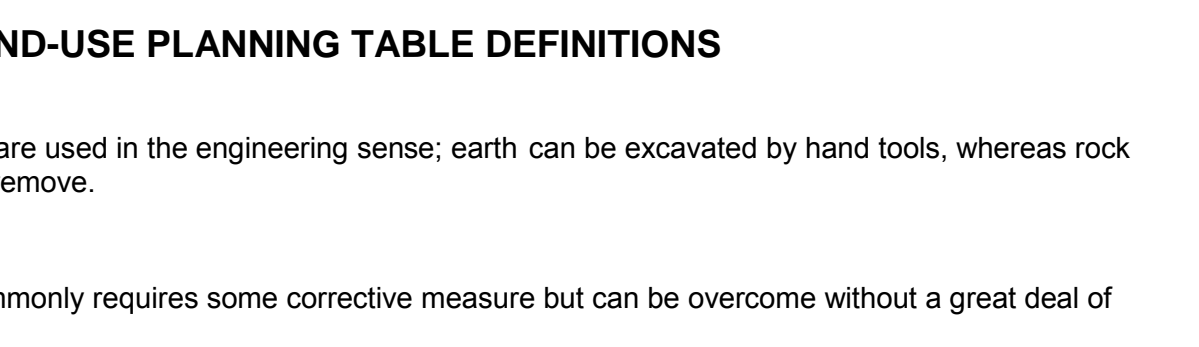 ND-USE PLANNING TABLE DEFINITIONS
are used in the engineering sense; earth can be excavated by hand tools, whereas rock
emove.
mmonly requires some corrective measure but can be overcome without a great deal of